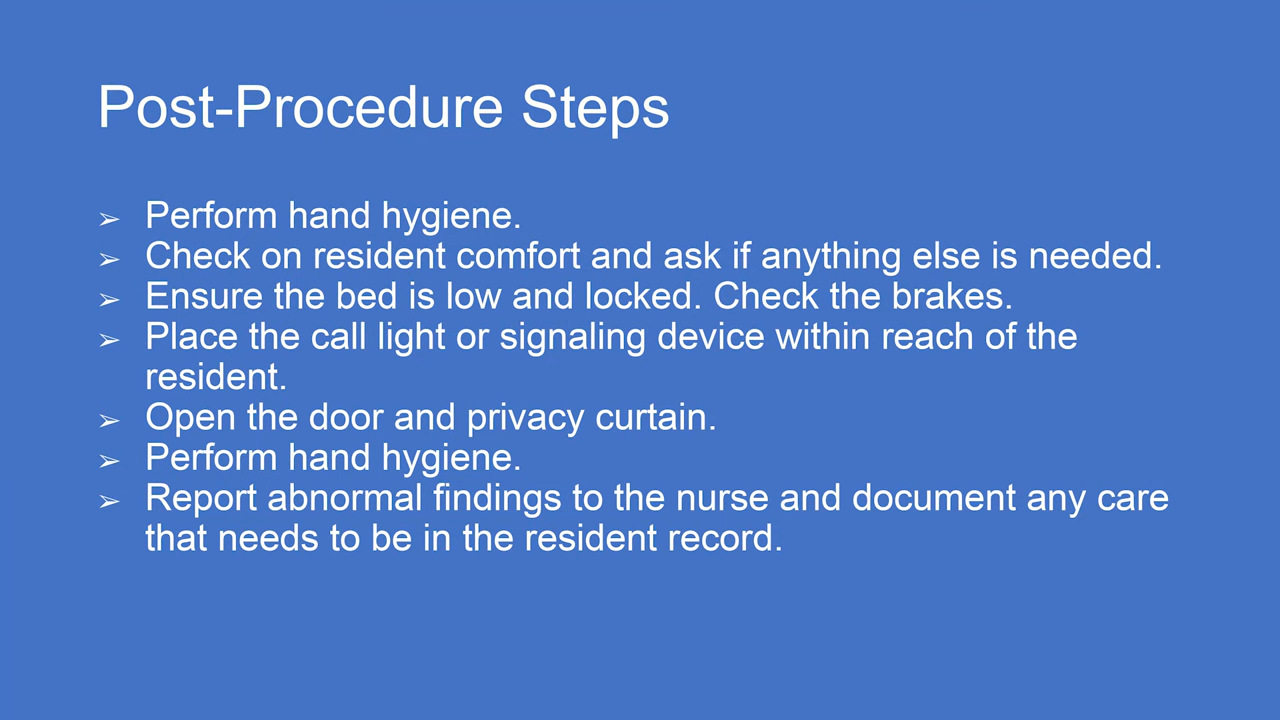 Post-Procedure Steps
➢ Perform hand hygiene.
➢ Check on resident comfort and ask if anything else is needed.
➢ Ensure the bed is low and locked. Check the brakes.
➢ Place the call light or signaling device within reach of the
resident.
➢ Open the door and privacy curtain.
➢ Perform hand hygiene.
➢ Report abnormal findings to the nurse and document any care
that needs to be in the resident record.